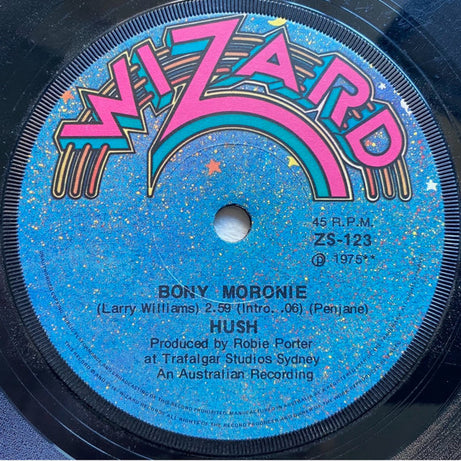 WIZARD
45 R.P.M.
ZS-123
Ⓟ 1975**
BONY MORONIE
(Larry Williams) 2.59 (Intro. .06) (Penjane)
HUSH
Produced by Robie Porter
at Trafalgar Studios Sydney
An Australian Recording